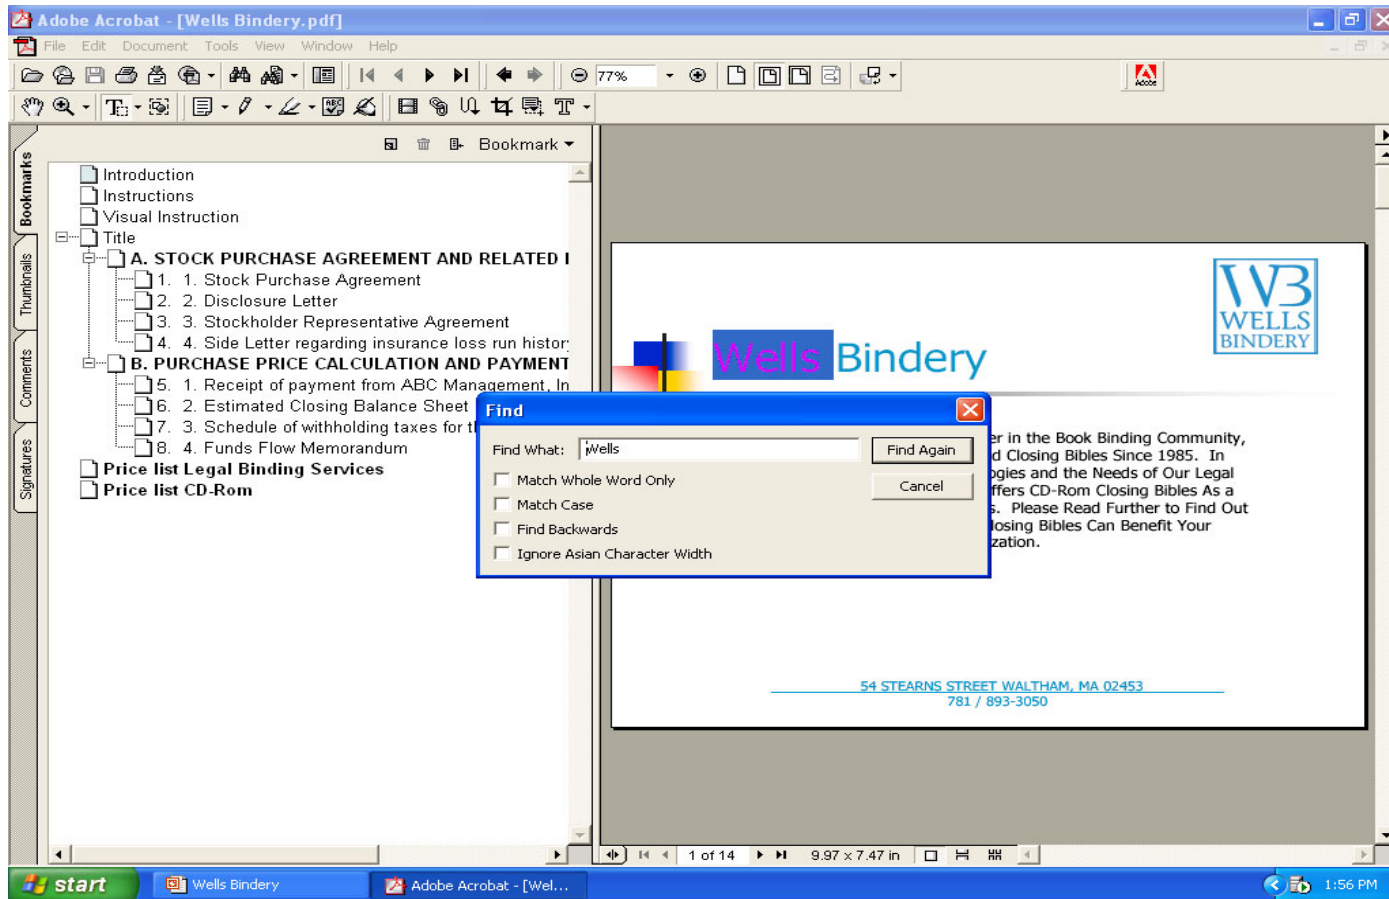 Adobe Acrobat - [Wells Bindery.pdf]
File Edit Document Tools View Window Help
77%
Adobe
Bookmark
Bookmarks
Thumbnails
Comments
Signatures
Introduction
Instructions
Visual Instruction
Title
A. STOCK PURCHASE AGREEMENT AND RELATED
1. 1. Stock Purchase Agreement
2. 2. Disclosure Letter
3. 3. Stockholder Representative Agreement
4. 4. Side Letter regarding insurance loss run histor
B. PURCHASE PRICE CALCULATION AND PAYMENT
5. 1. Receipt of payment from ABC Management, In
6. 2. Estimated Closing Balance Sheet
7. 3. Schedule of withholding taxes for t
8. 4. Funds Flow Memorandum
Price list Legal Binding Services
Price list CD-Rom
WB
WELLS
BINDERY
Wells Bindery
er in the Book Binding Community,
d Closing Bibles Since 1985. In
ogies and the Needs of Our Legal
ffers CD-Rom Closing Bibles As a
s. Please Read Further to Find Out
losing Bibles Can Benefit Your
zation.
54 STEARNS STREET WALTHAM, MA 02453
781 / 893-3050
Find
Find What: Wells
Find Again
Match Whole Word Only
Cancel
Match Case
Find Backwards
Ignore Asian Character Width
1 of 14 9.97 x 7.47 in
start Wells Bindery Adobe Acrobat - [Wel... 1:56 PM